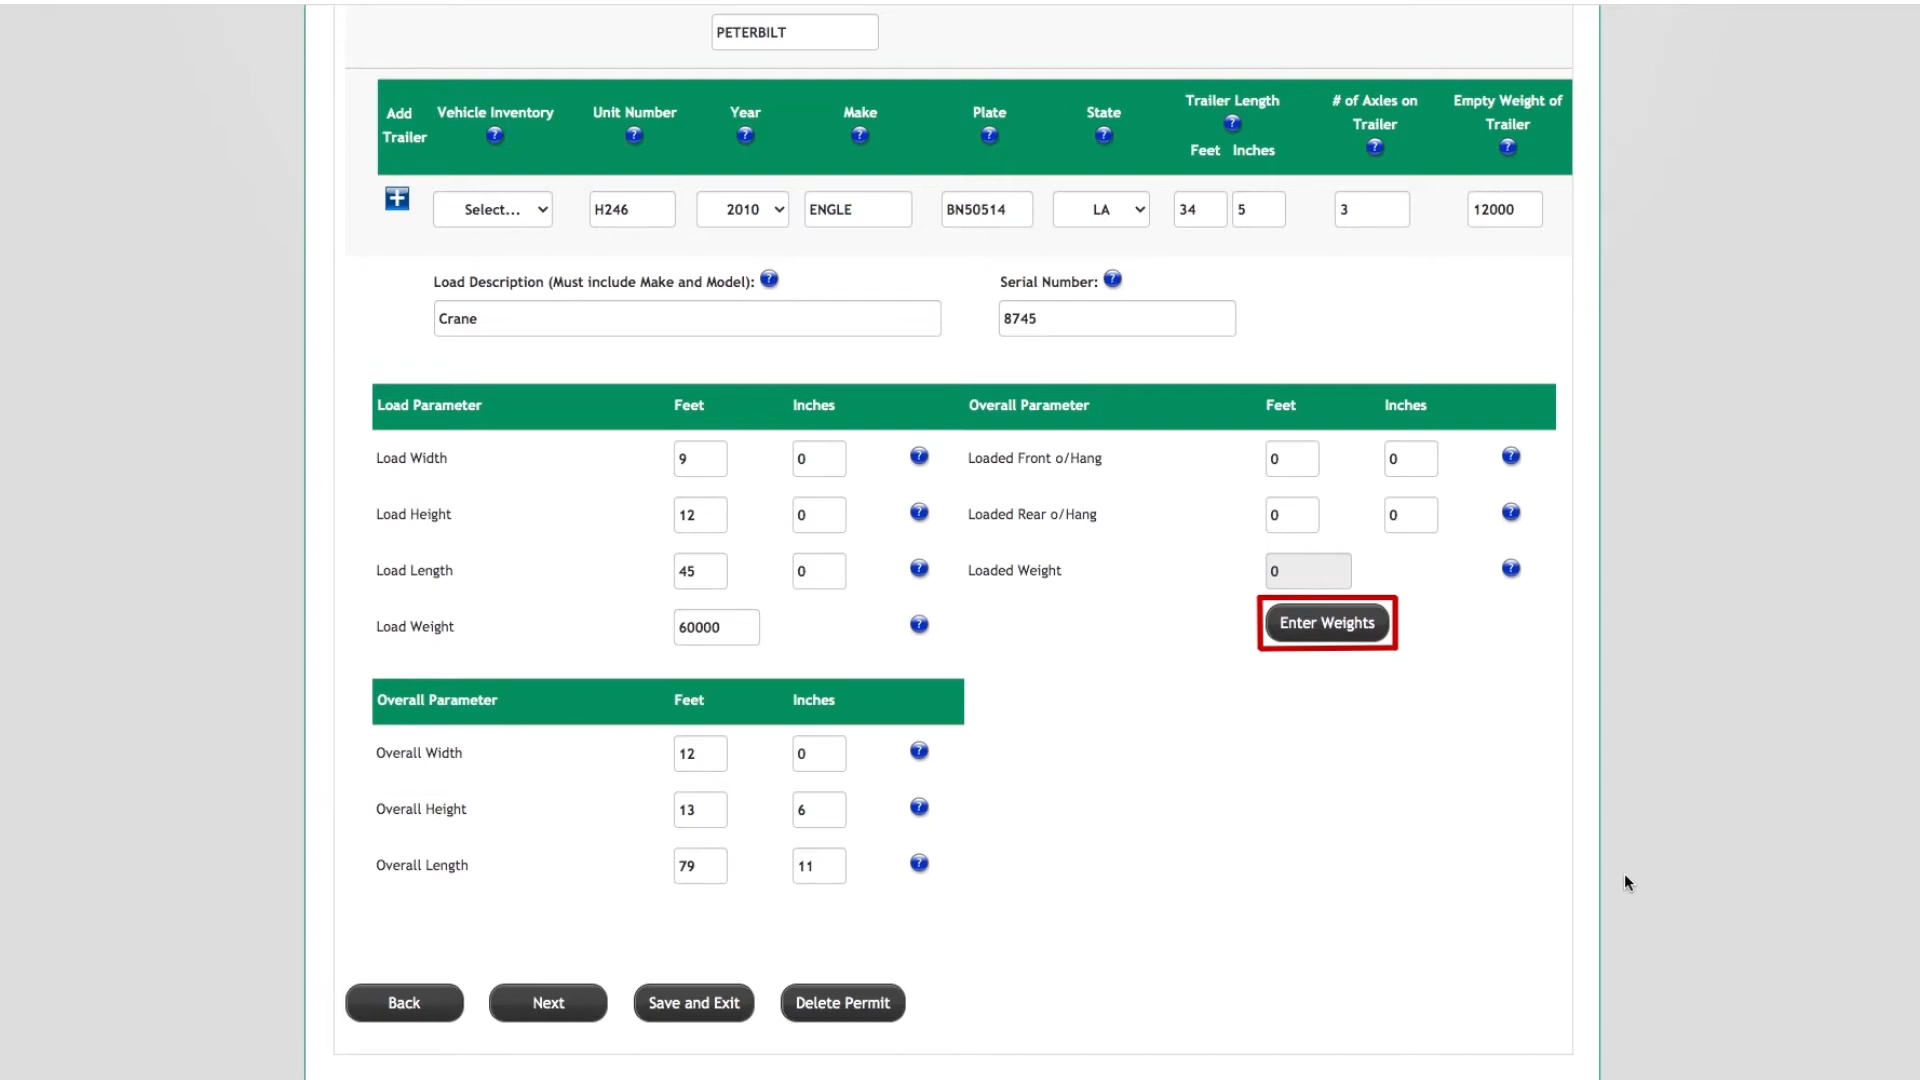 PETERBILT
Add Trailer
Vehicle Inventory
?
Unit Number
?
Year
?
Make
?
Plate
?
State
?
Trailer Length
?
Feet Inches
# of Axles on Trailer
?
Empty Weight of Trailer
?
Select... H246 2010 ENGLE BN50514 LA 34 5 3 12000
Load Description (Must include Make and Model): ? Serial Number: ?
Crane 8745
Load Parameter Feet Inches Overall Parameter Feet Inches
Load Width 9 0 ? Loaded Front o/Hang 0 0 ?
Load Height 12 0 ? Loaded Rear o/Hang 0 0 ?
Load Length 45 0 ? Loaded Weight 0 ?
Load Weight 60000 ? Enter Weights
Overall Parameter Feet Inches
Overall Width 12 0 ?
Overall Height 13 6 ?
Overall Length 79 11 ?
Back Next Save and Exit Delete Permit